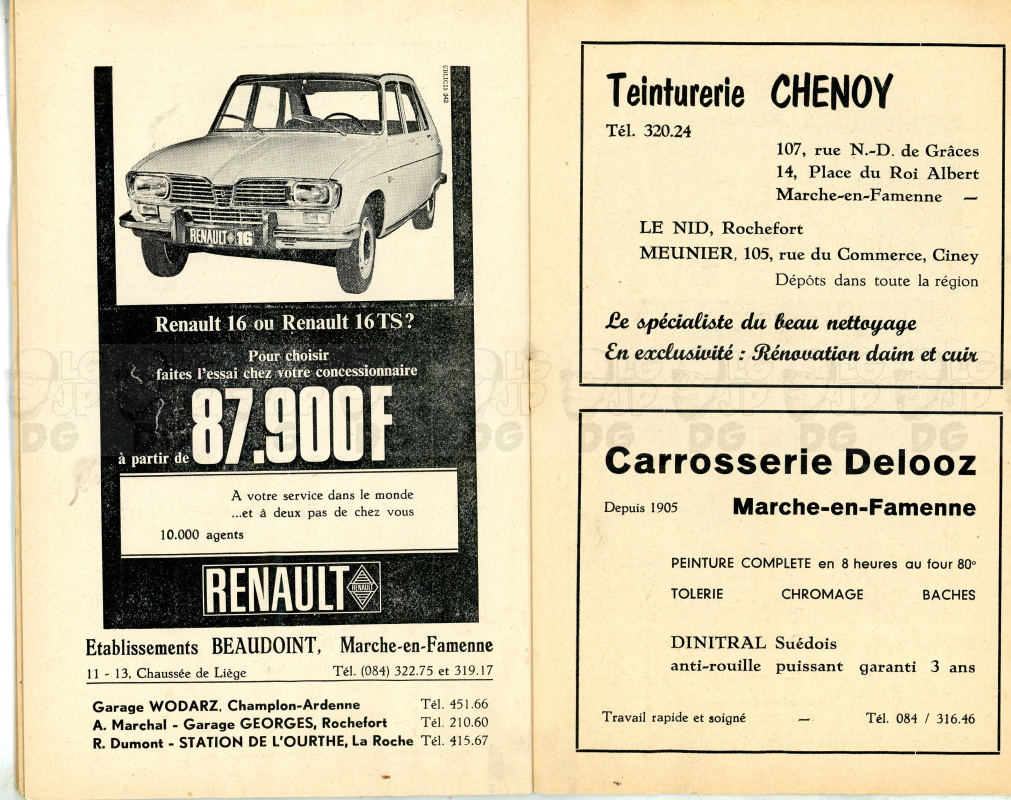 RENAULT 16
Renault 16 ou Renault 16 TS?
Pour choisir
faites l'essai chez votre concessionnaire
à partir de 87.900F
A votre service dans le monde
...et à deux pas de chez vous
10.000 agents
RENAULT
RENAULT
Etablissements BEAUDOINT, Marche-en-Famenne
11 - 13, Chaussée de Liège Tél. (084) 322.75 et 319.17
Garage WODARZ, Champlon-Ardenne Tél. 451.66
A. Marchal - Garage GEORGES, Rochefort Tél. 210.60
R. Dumont - STATION DE L'OURTHE, La Roche Tél. 415.67
Teinturerie CHENOY
Tél. 320.24
107, rue N.-D. de Grâces
14, Place du Roi Albert
Marche-en-Famenne —
LE NID, Rochefort
MEUNIER, 105, rue du Commerce, Ciney
Dépôts dans toute la région
Le spécialiste du beau nettoyage
En exclusivité : Rénovation daim et cuir
Carrosserie Delooz
Depuis 1905 Marche-en-Famenne
PEINTURE COMPLETE en 8 heures au four 80°
TOLERIE CHROMAGE BACHES
DINITRAL Suédois
anti-rouille puissant garanti 3 ans
Travail rapide et soigné — Tél. 084 / 316.46